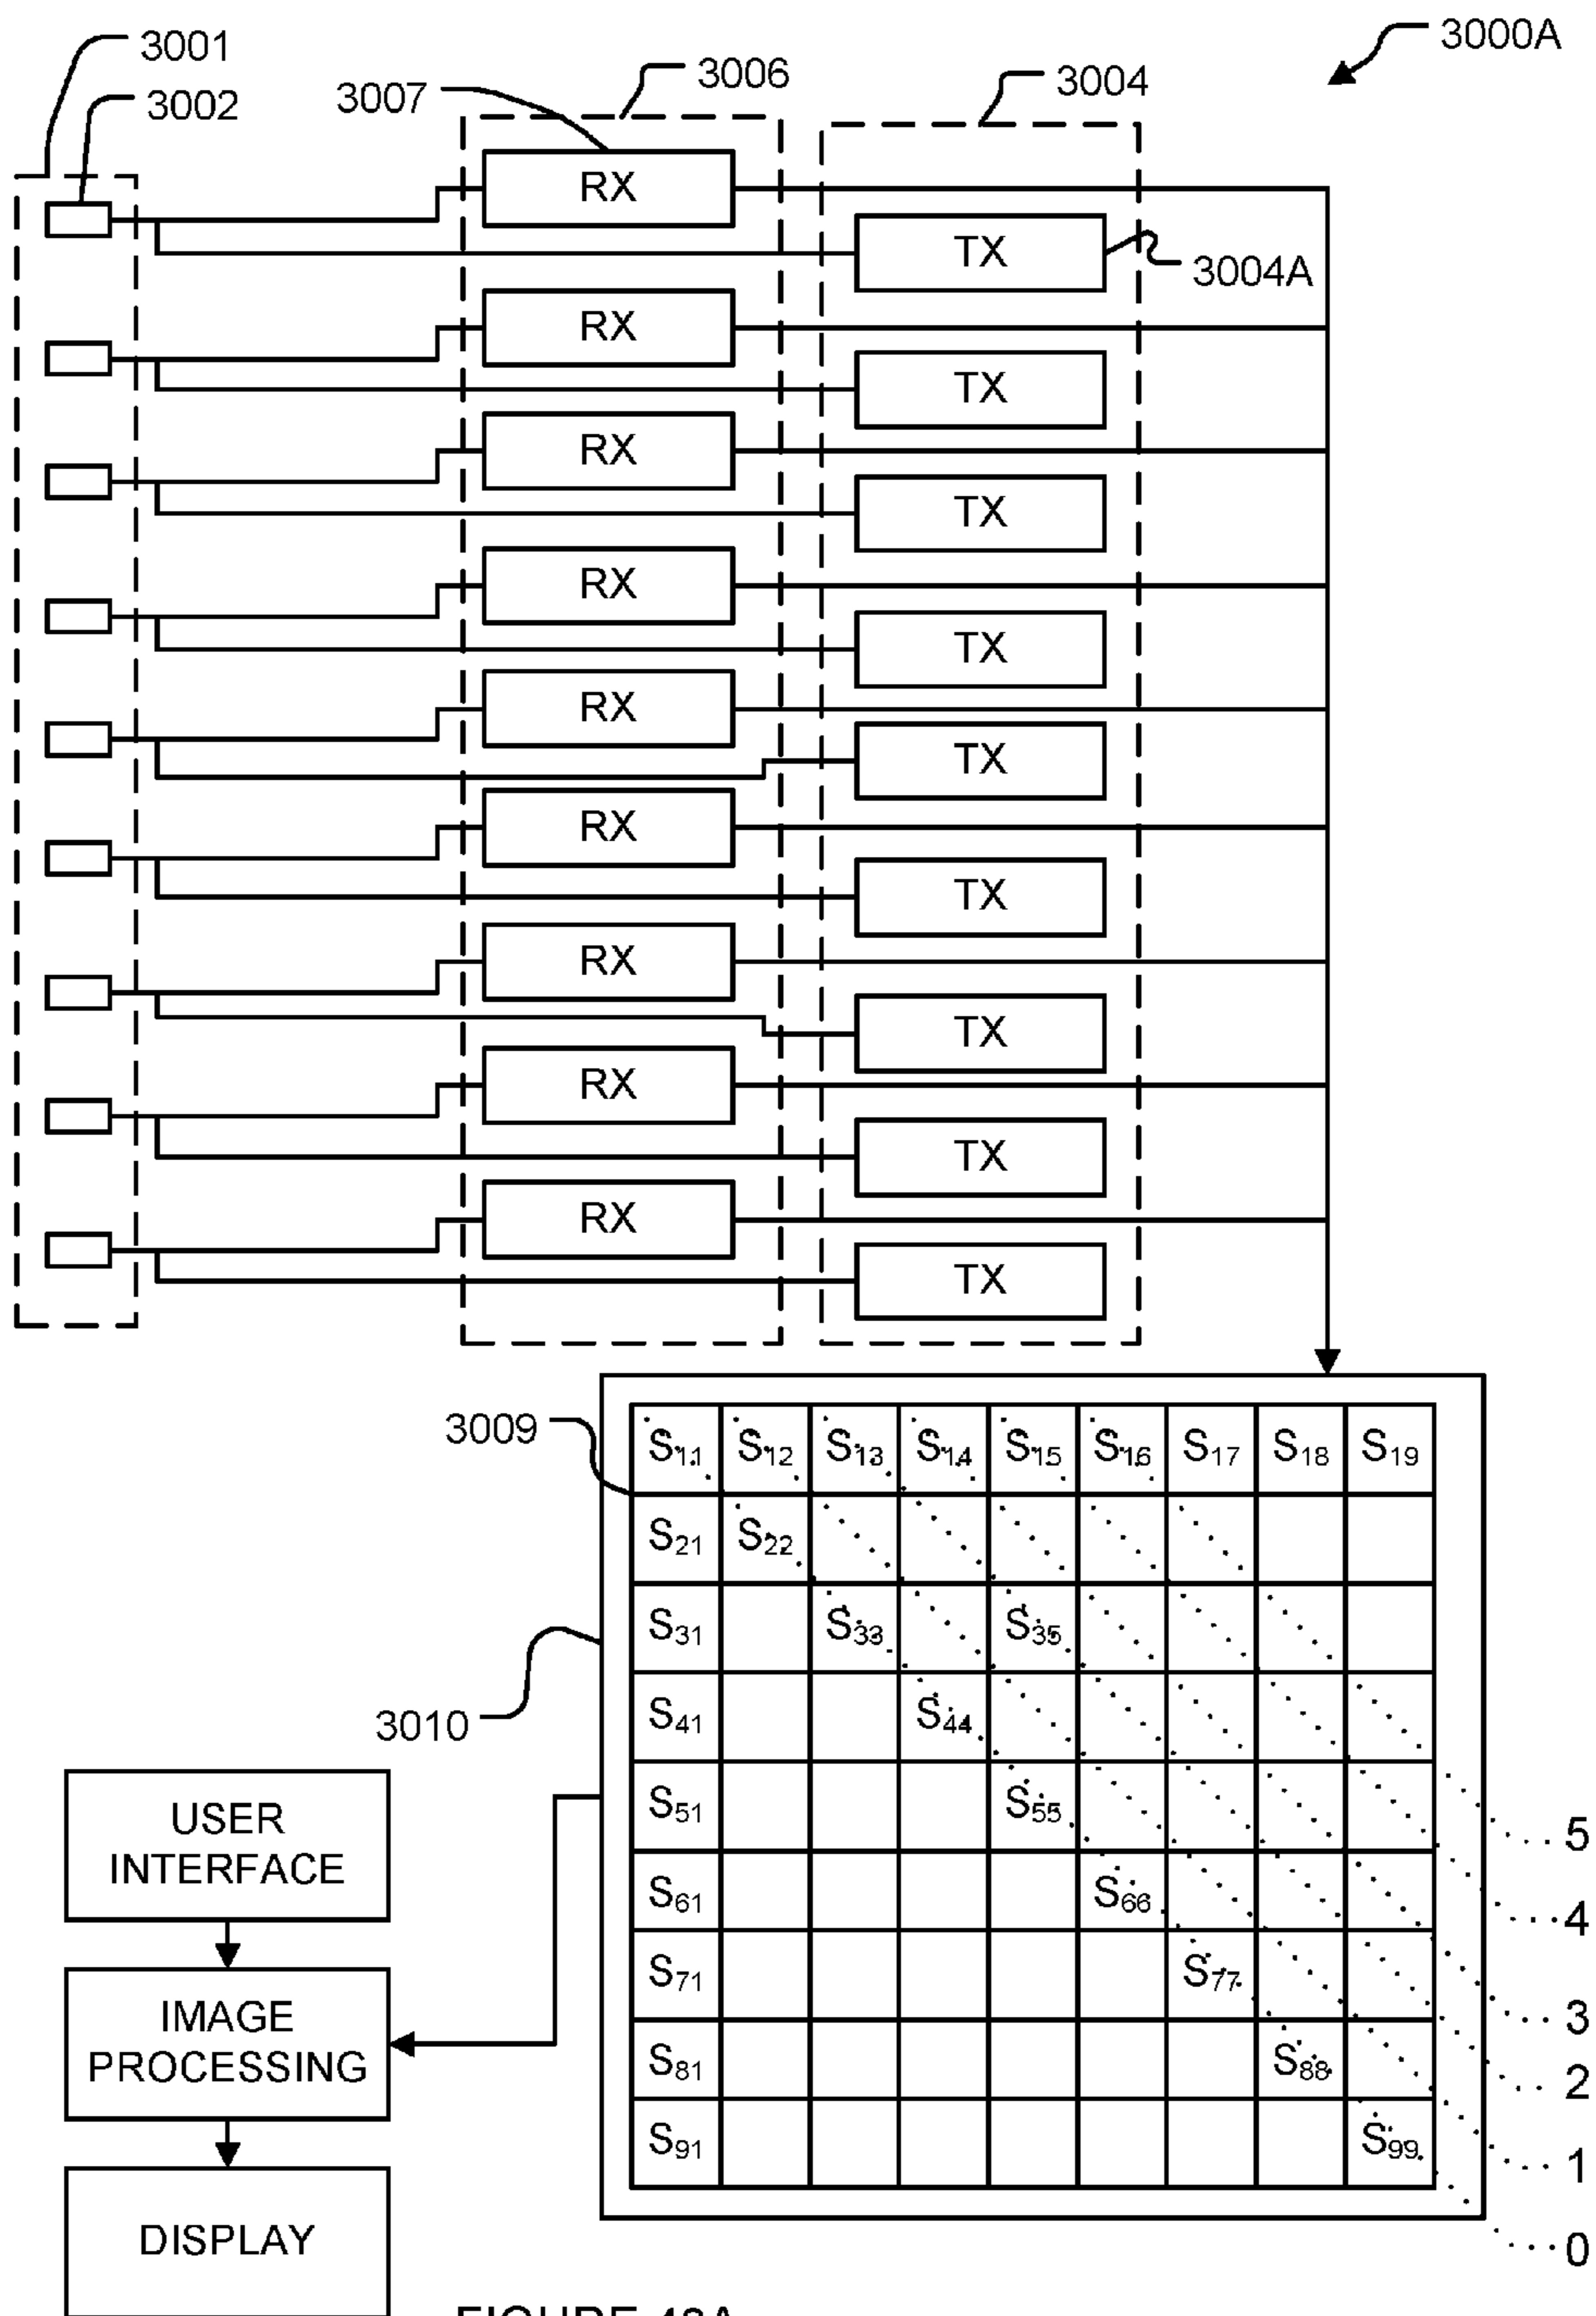 3000A
3001
3006
3004
3002
3007
RX
TX
3004A
RX
TX
RX
TX
RX
TX
RX
TX
RX
TX
RX
TX
RX
TX
RX
TX
3009
S11 S12 S13 S14 S15 S16 S17 S18 S19
S21 S22
S31 S33 S35
3010
S41 S44
S51 S55
S61 S66
S71 S77
S81 S88
S91 S99
5
4
3
2
1
0
USER
INTERFACE
IMAGE
PROCESSING
DISPLAY